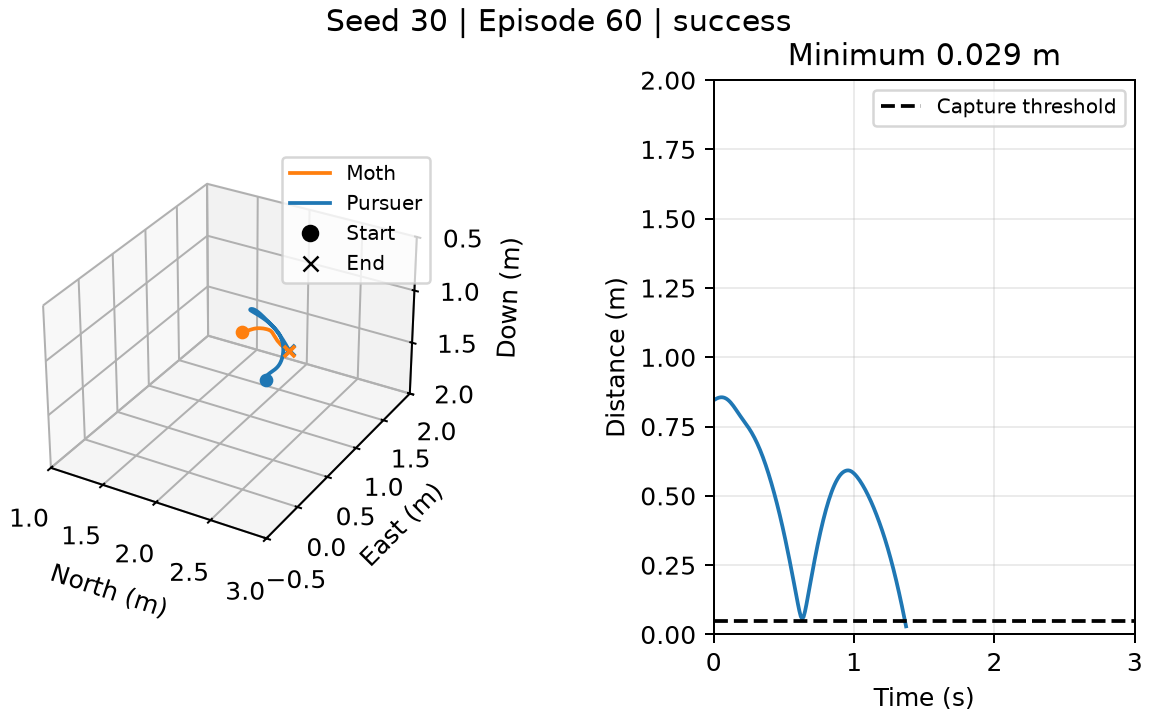 Seed 30 | Episode 60 | success
Moth
Pursuer
Start
End
0.5
1.0
1.5
2.0
Down (m)
2.0
1.5
1.0
0.5
0.0
−0.5
East (m)
1.0
1.5
2.0
2.5
3.0
North (m)
Minimum 0.029 m
Capture threshold
2.00
1.75
1.50
1.25
1.00
0.75
0.50
0.25
0.00
Distance (m)
0
1
2
3
Time (s)